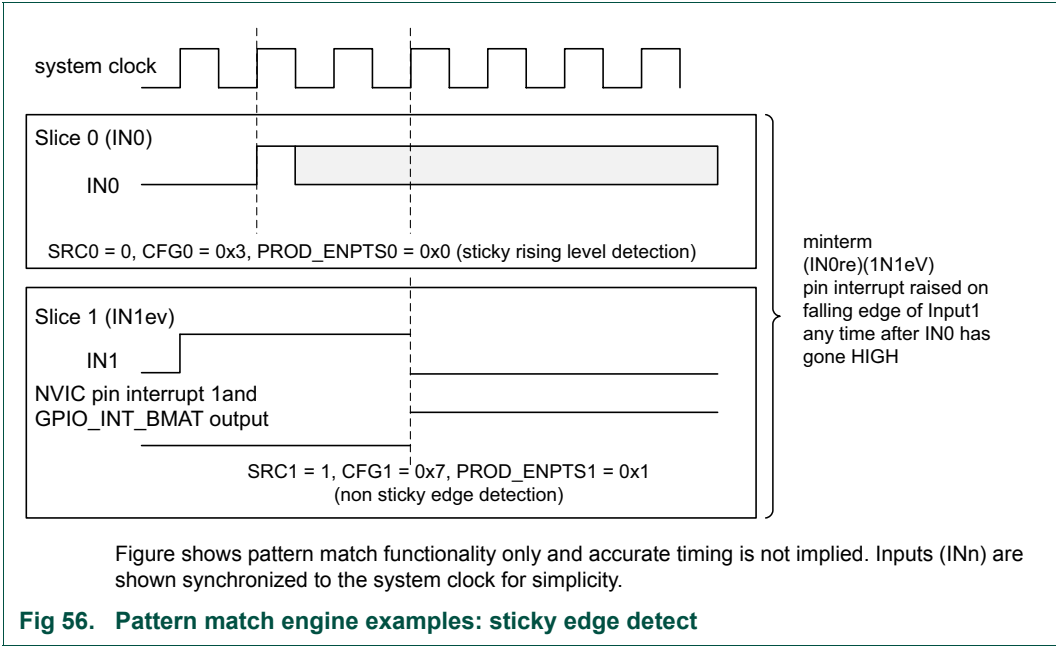 system clock
Slice 0 (IN0)
IN0
SRC0 = 0, CFG0 = 0x3, PROD_ENPTS0 = 0x0 (sticky rising level detection)
Slice 1 (IN1ev)
IN1
NVIC pin interrupt 1and
GPIO_INT_BMAT output
SRC1 = 1, CFG1 = 0x7, PROD_ENPTS1 = 0x1
(non sticky edge detection)
minterm
(IN0re)(1N1eV)
pin interrupt raised on
falling edge of Input1
any time after IN0 has
gone HIGH
Figure shows pattern match functionality only and accurate timing is not implied. Inputs (INn) are
shown synchronized to the system clock for simplicity.
Fig 56. Pattern match engine examples: sticky edge detect